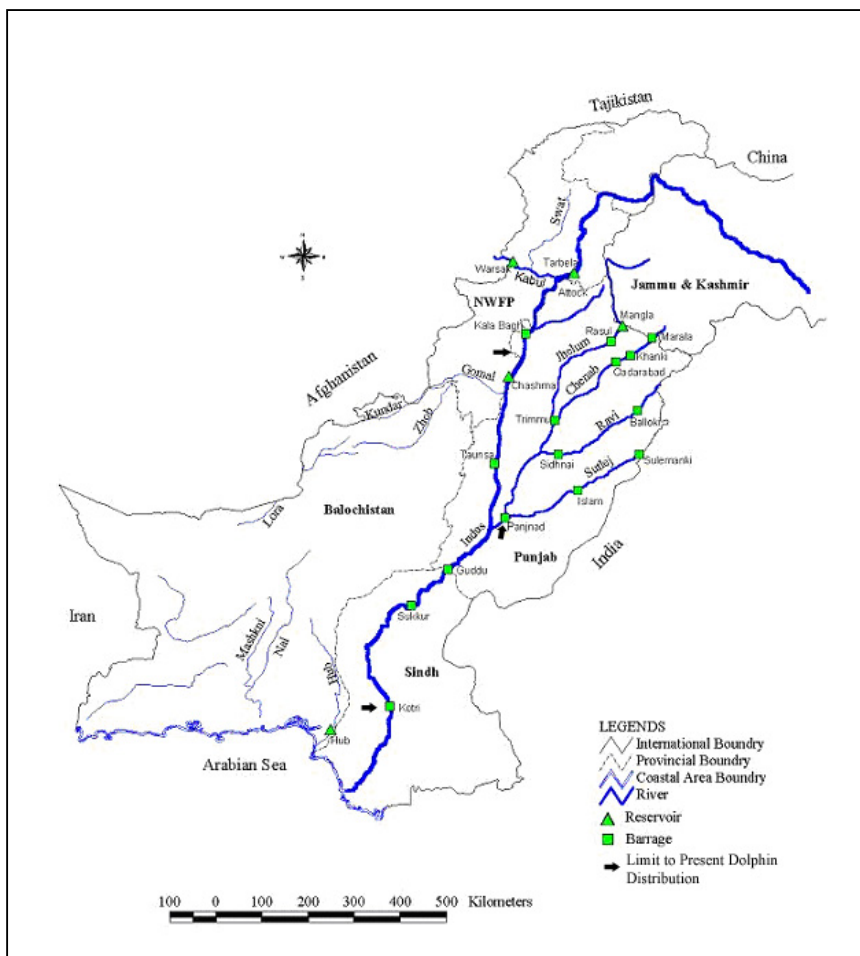 Tajikistan
China
Swat
Warsak
Kabul
Tarbela
Attock
Jammu & Kashmir
NWFP
Kala Bagh
Mangla
Rasul
Marala
Jhelum
Khanki
Chenab
Qadarabad
Afghanistan
Gomal
Chashma
Kundar
Zhob
Trimmu
Ravi
Ballokra
Taunsa
Sidhnai
Sutlej
Sulemanki
Islam
Lora
Balochistan
Panjnad
Indus
Punjab
India
Guddu
Iran
Sukkur
Mashkni
Nal
Hub
Sindh
Kotri
Hub
Arabian Sea
LEGENDS
International Boundry
Provincial Boundry
Coastal Area Boundry
River
Reservoir
Barrage
Limit to Present Dolphin
Distribution
100 0 100 200 300 400 500 Kilometers